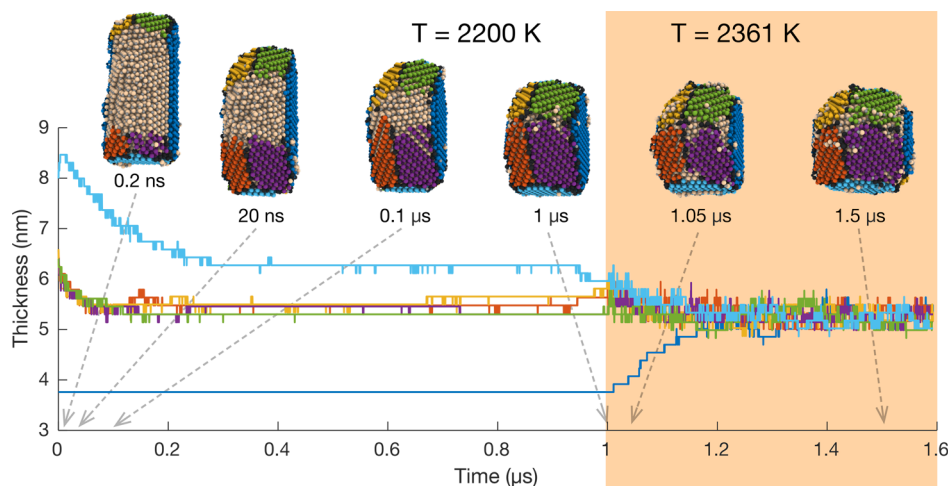 T = 2200 K
T = 2361 K
0.2 ns
20 ns
0.1 μs
1 μs
1.05 μs
1.5 μs
Thickness (nm)
9
8
7
6
5
4
3
0
0.2
0.4
0.6
0.8
1
1.2
1.4
1.6
Time (μs)